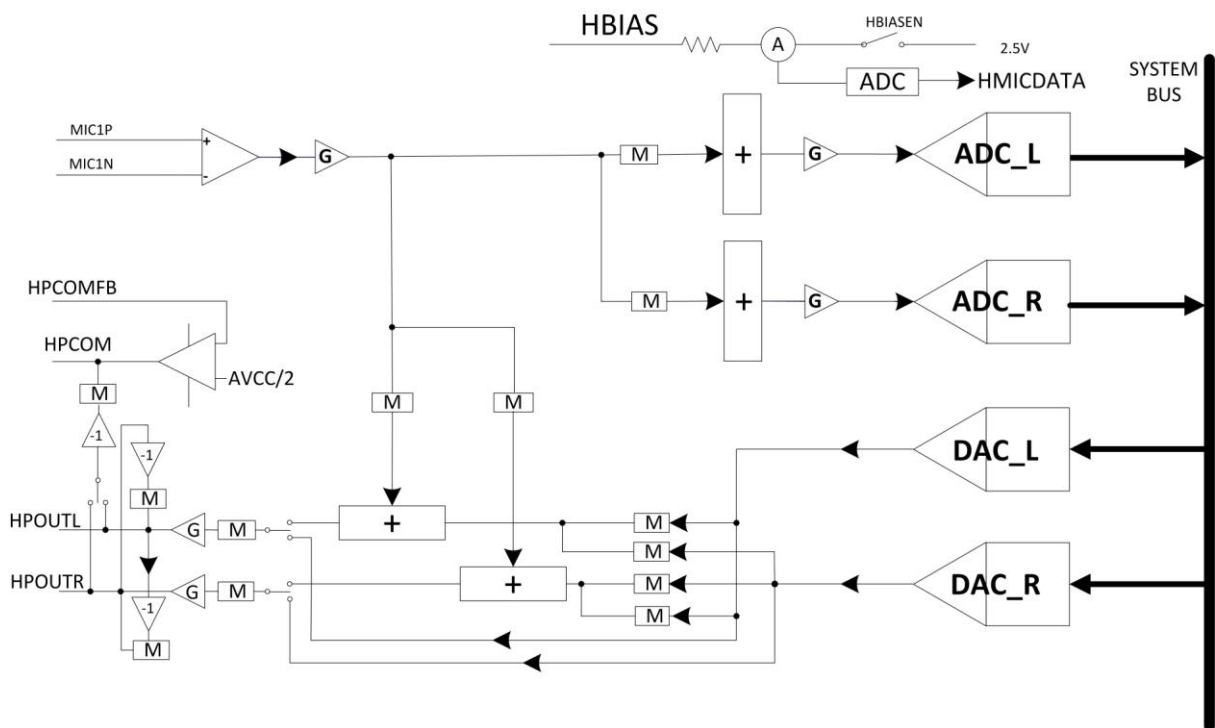 HBIAS
A
HBIASEN
2.5V
SYSTEM
BUS
ADC
HMICDATA
MIC1P
+
MIC1N
-
G
M
+
G
ADC_L
M
+
G
ADC_R
HPCOMFB
HPCOM
AVCC/2
M
M
M
-1
-1
M
DAC_L
HPOUTL
G
M
+
M
M
HPOUTR
G
M
+
M
M
DAC_R
-1
M